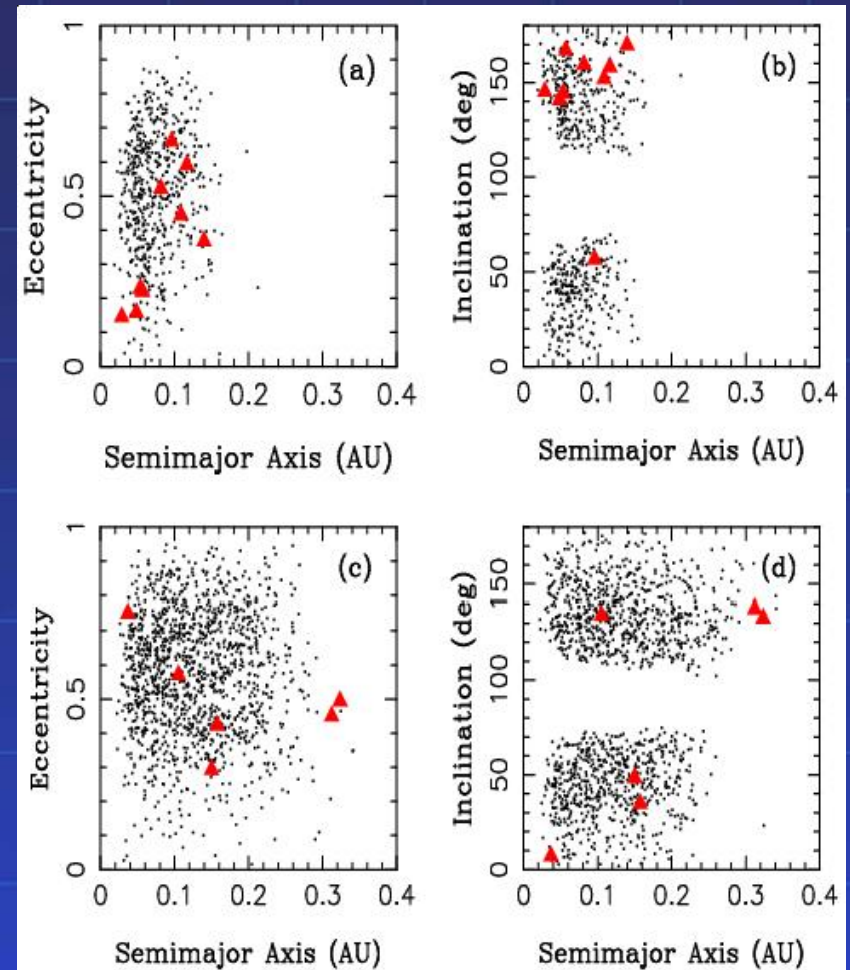 Eccentricity
1
0.5
0
(a)
0 0.1 0.2 0.3 0.4
Semimajor Axis (AU)
Inclination (deg)
150
100
50
0
(b)
0 0.1 0.2 0.3 0.4
Semimajor Axis (AU)
Eccentricity
1
0.5
0
(c)
0 0.1 0.2 0.3 0.4
Semimajor Axis (AU)
Inclination (deg)
150
100
50
0
(d)
0 0.1 0.2 0.3 0.4
Semimajor Axis (AU)